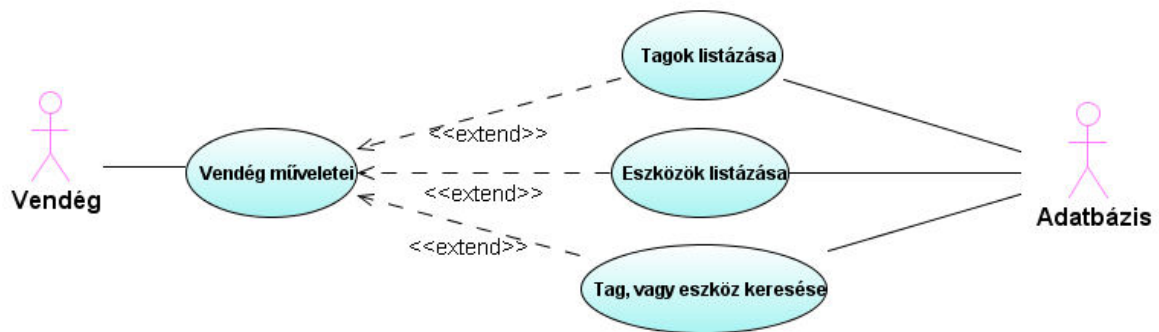 Tagok listázása
<<extend>>
Vendég műveletei
Eszközök listázása
<<extend>>
Vendég
Adatbázis
<<extend>>
Tag, vagy eszköz keresése